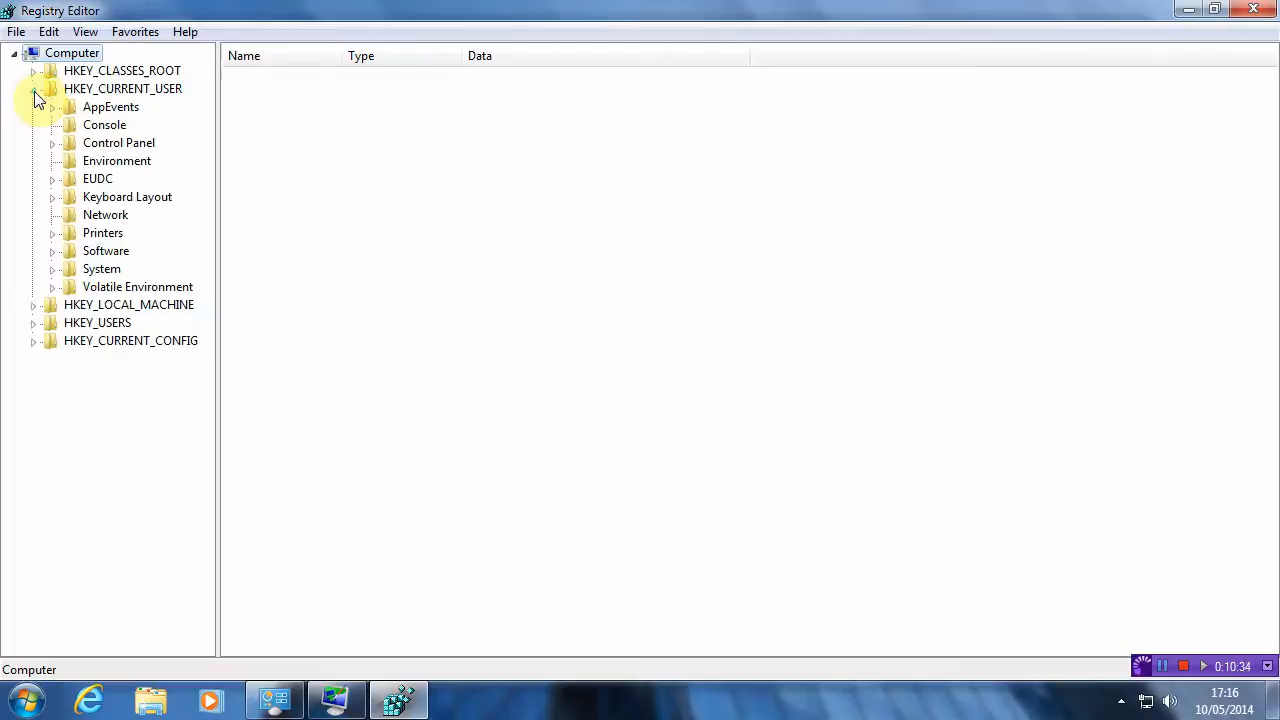 Registry Editor
File Edit View Favorites Help
Computer
HKEY_CLASSES_ROOT
HKEY_CURRENT_USER
AppEvents
Console
Control Panel
Environment
EUDC
Keyboard Layout
Network
Printers
Software
System
Volatile Environment
HKEY_LOCAL_MACHINE
HKEY_USERS
HKEY_CURRENT_CONFIG
Name Type Data
Computer
0:10:34
17:16
10/05/2014